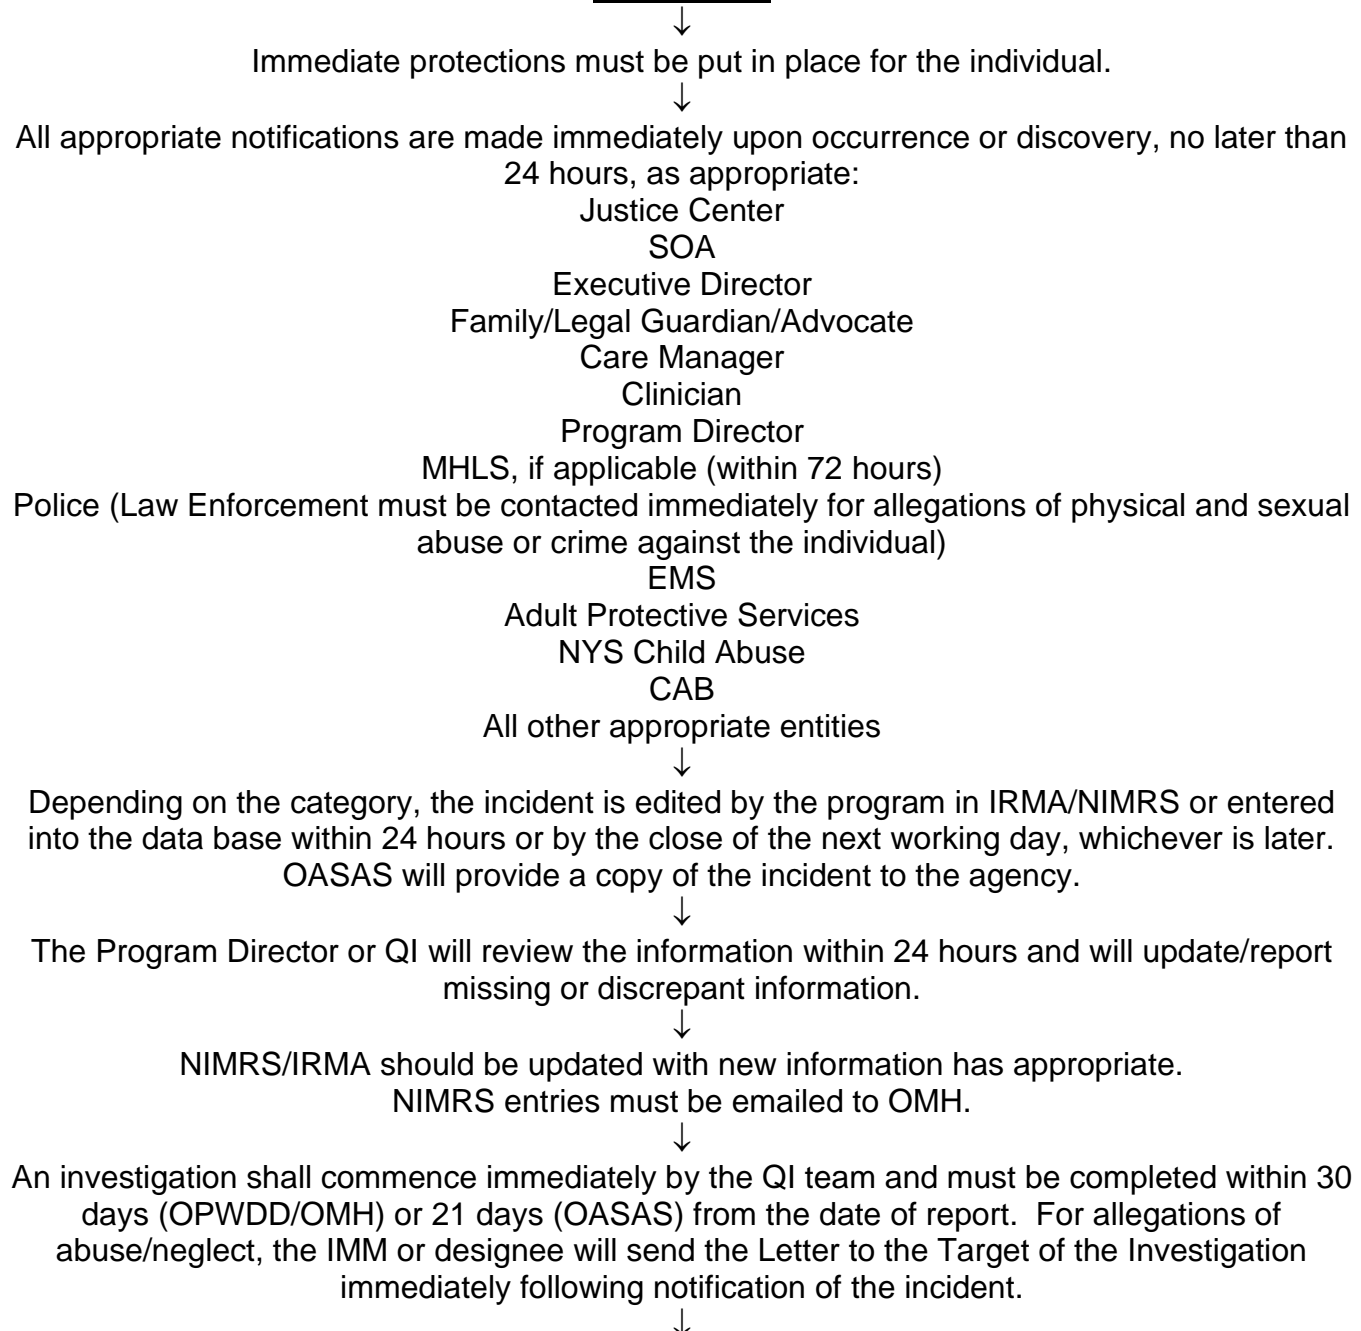 ↓
Immediate protections must be put in place for the individual.
↓
All appropriate notifications are made immediately upon occurrence or discovery, no later than
24 hours, as appropriate:
Justice Center
SOA
Executive Director
Family/Legal Guardian/Advocate
Care Manager
Clinician
Program Director
MHLS, if applicable (within 72 hours)
Police (Law Enforcement must be contacted immediately for allegations of physical and sexual
abuse or crime against the individual)
EMS
Adult Protective Services
NYS Child Abuse
CAB
All other appropriate entities
↓
Depending on the category, the incident is edited by the program in IRMA/NIMRS or entered
into the data base within 24 hours or by the close of the next working day, whichever is later.
OASAS will provide a copy of the incident to the agency.
↓
The Program Director or QI will review the information within 24 hours and will update/report
missing or discrepant information.
↓
NIMRS/IRMA should be updated with new information has appropriate.
NIMRS entries must be emailed to OMH.
↓
An investigation shall commence immediately by the QI team and must be completed within 30
days (OPWDD/OMH) or 21 days (OASAS) from the date of report.  For allegations of
abuse/neglect, the IMM or designee will send the Letter to the Target of the Investigation
immediately following notification of the incident.
↓